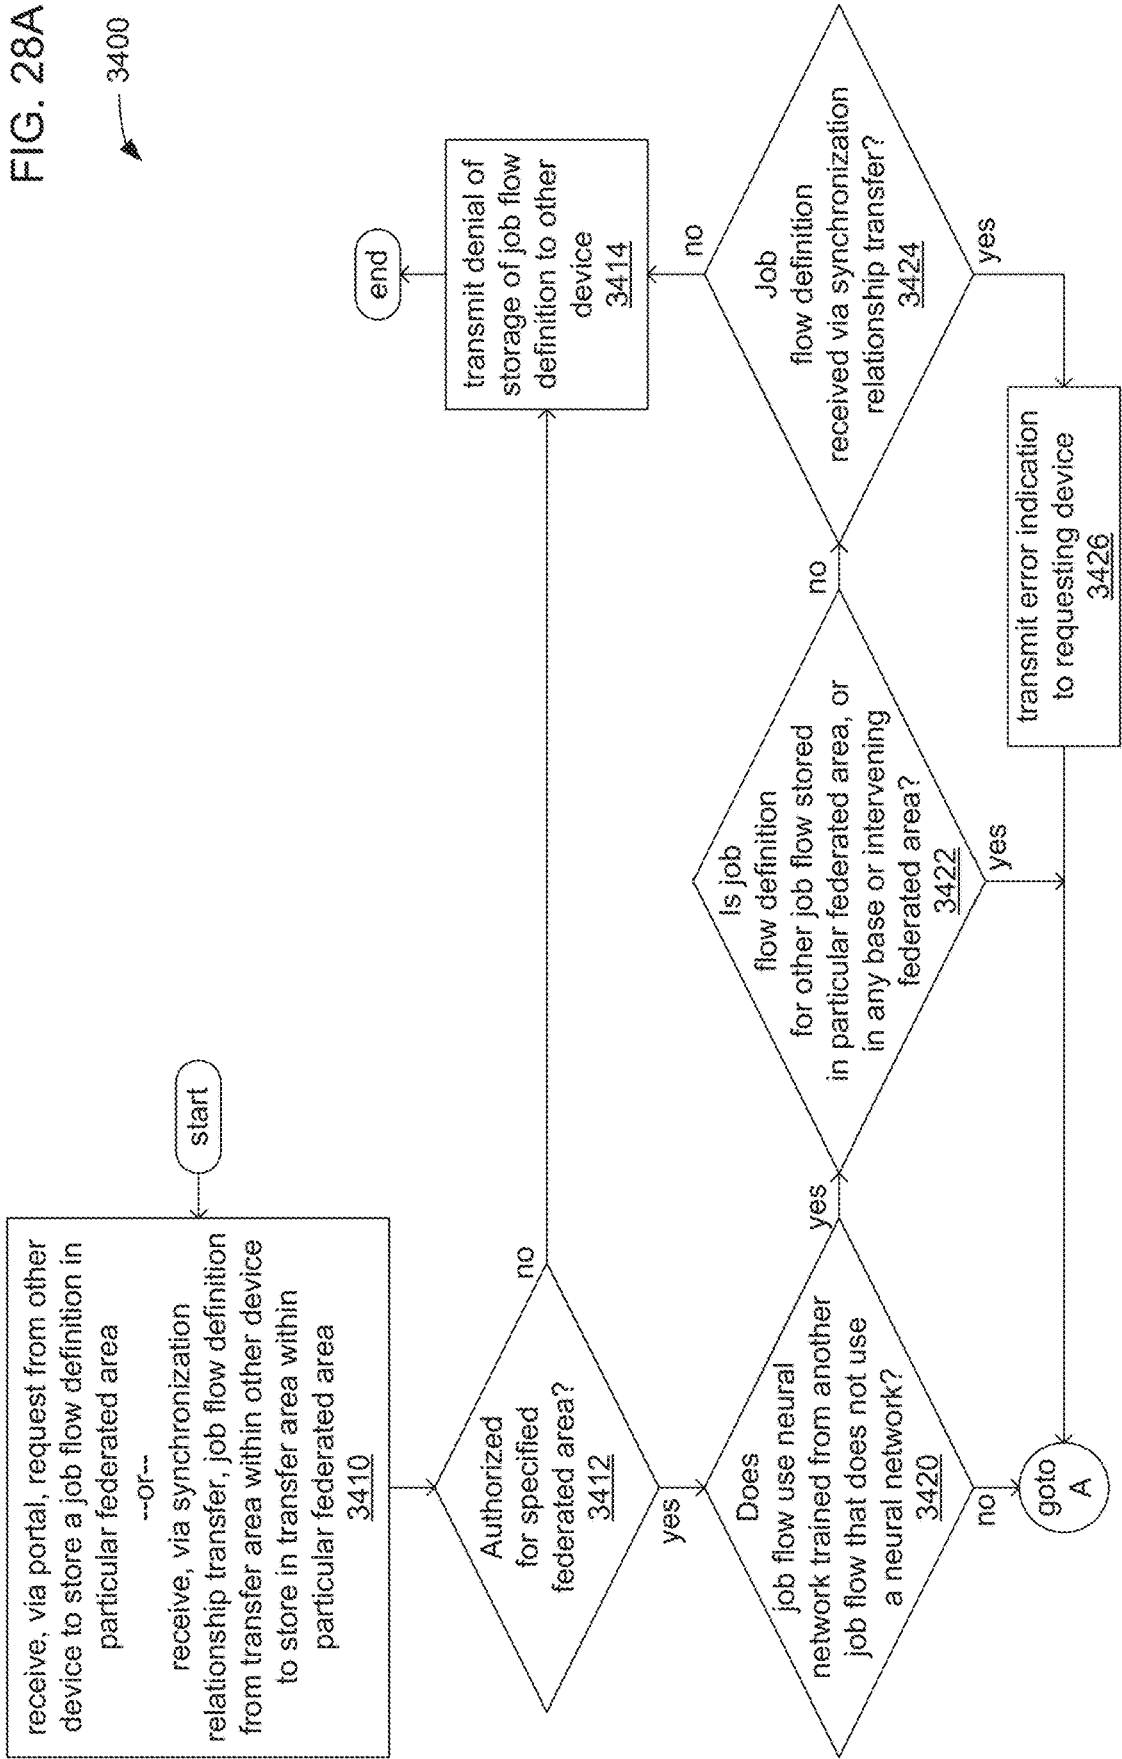 FIG. 28A
3400
start
receive, via portal, request from other
device to store a job flow definition in
particular federated area
--or--
receive, via synchronization
relationship transfer, job flow definition
from transfer area within other device
to store in transfer area within
particular federated area
3410
Authorized
for specified
federated area?
3412
no
yes
transmit denial of
storage of job flow
definition to other
device
3414
end
Does
job flow use neural
network trained from another
job flow that does not use
a neural network?
3420
yes
no
Is job
flow definition
for other job flow stored
in particular federated area, or
in any base or intervening
federated area?
3422
no
yes
Job
flow definition
received via synchronization
relationship transfer?
3424
no
yes
transmit error indication
to requesting device
3426
goto
A